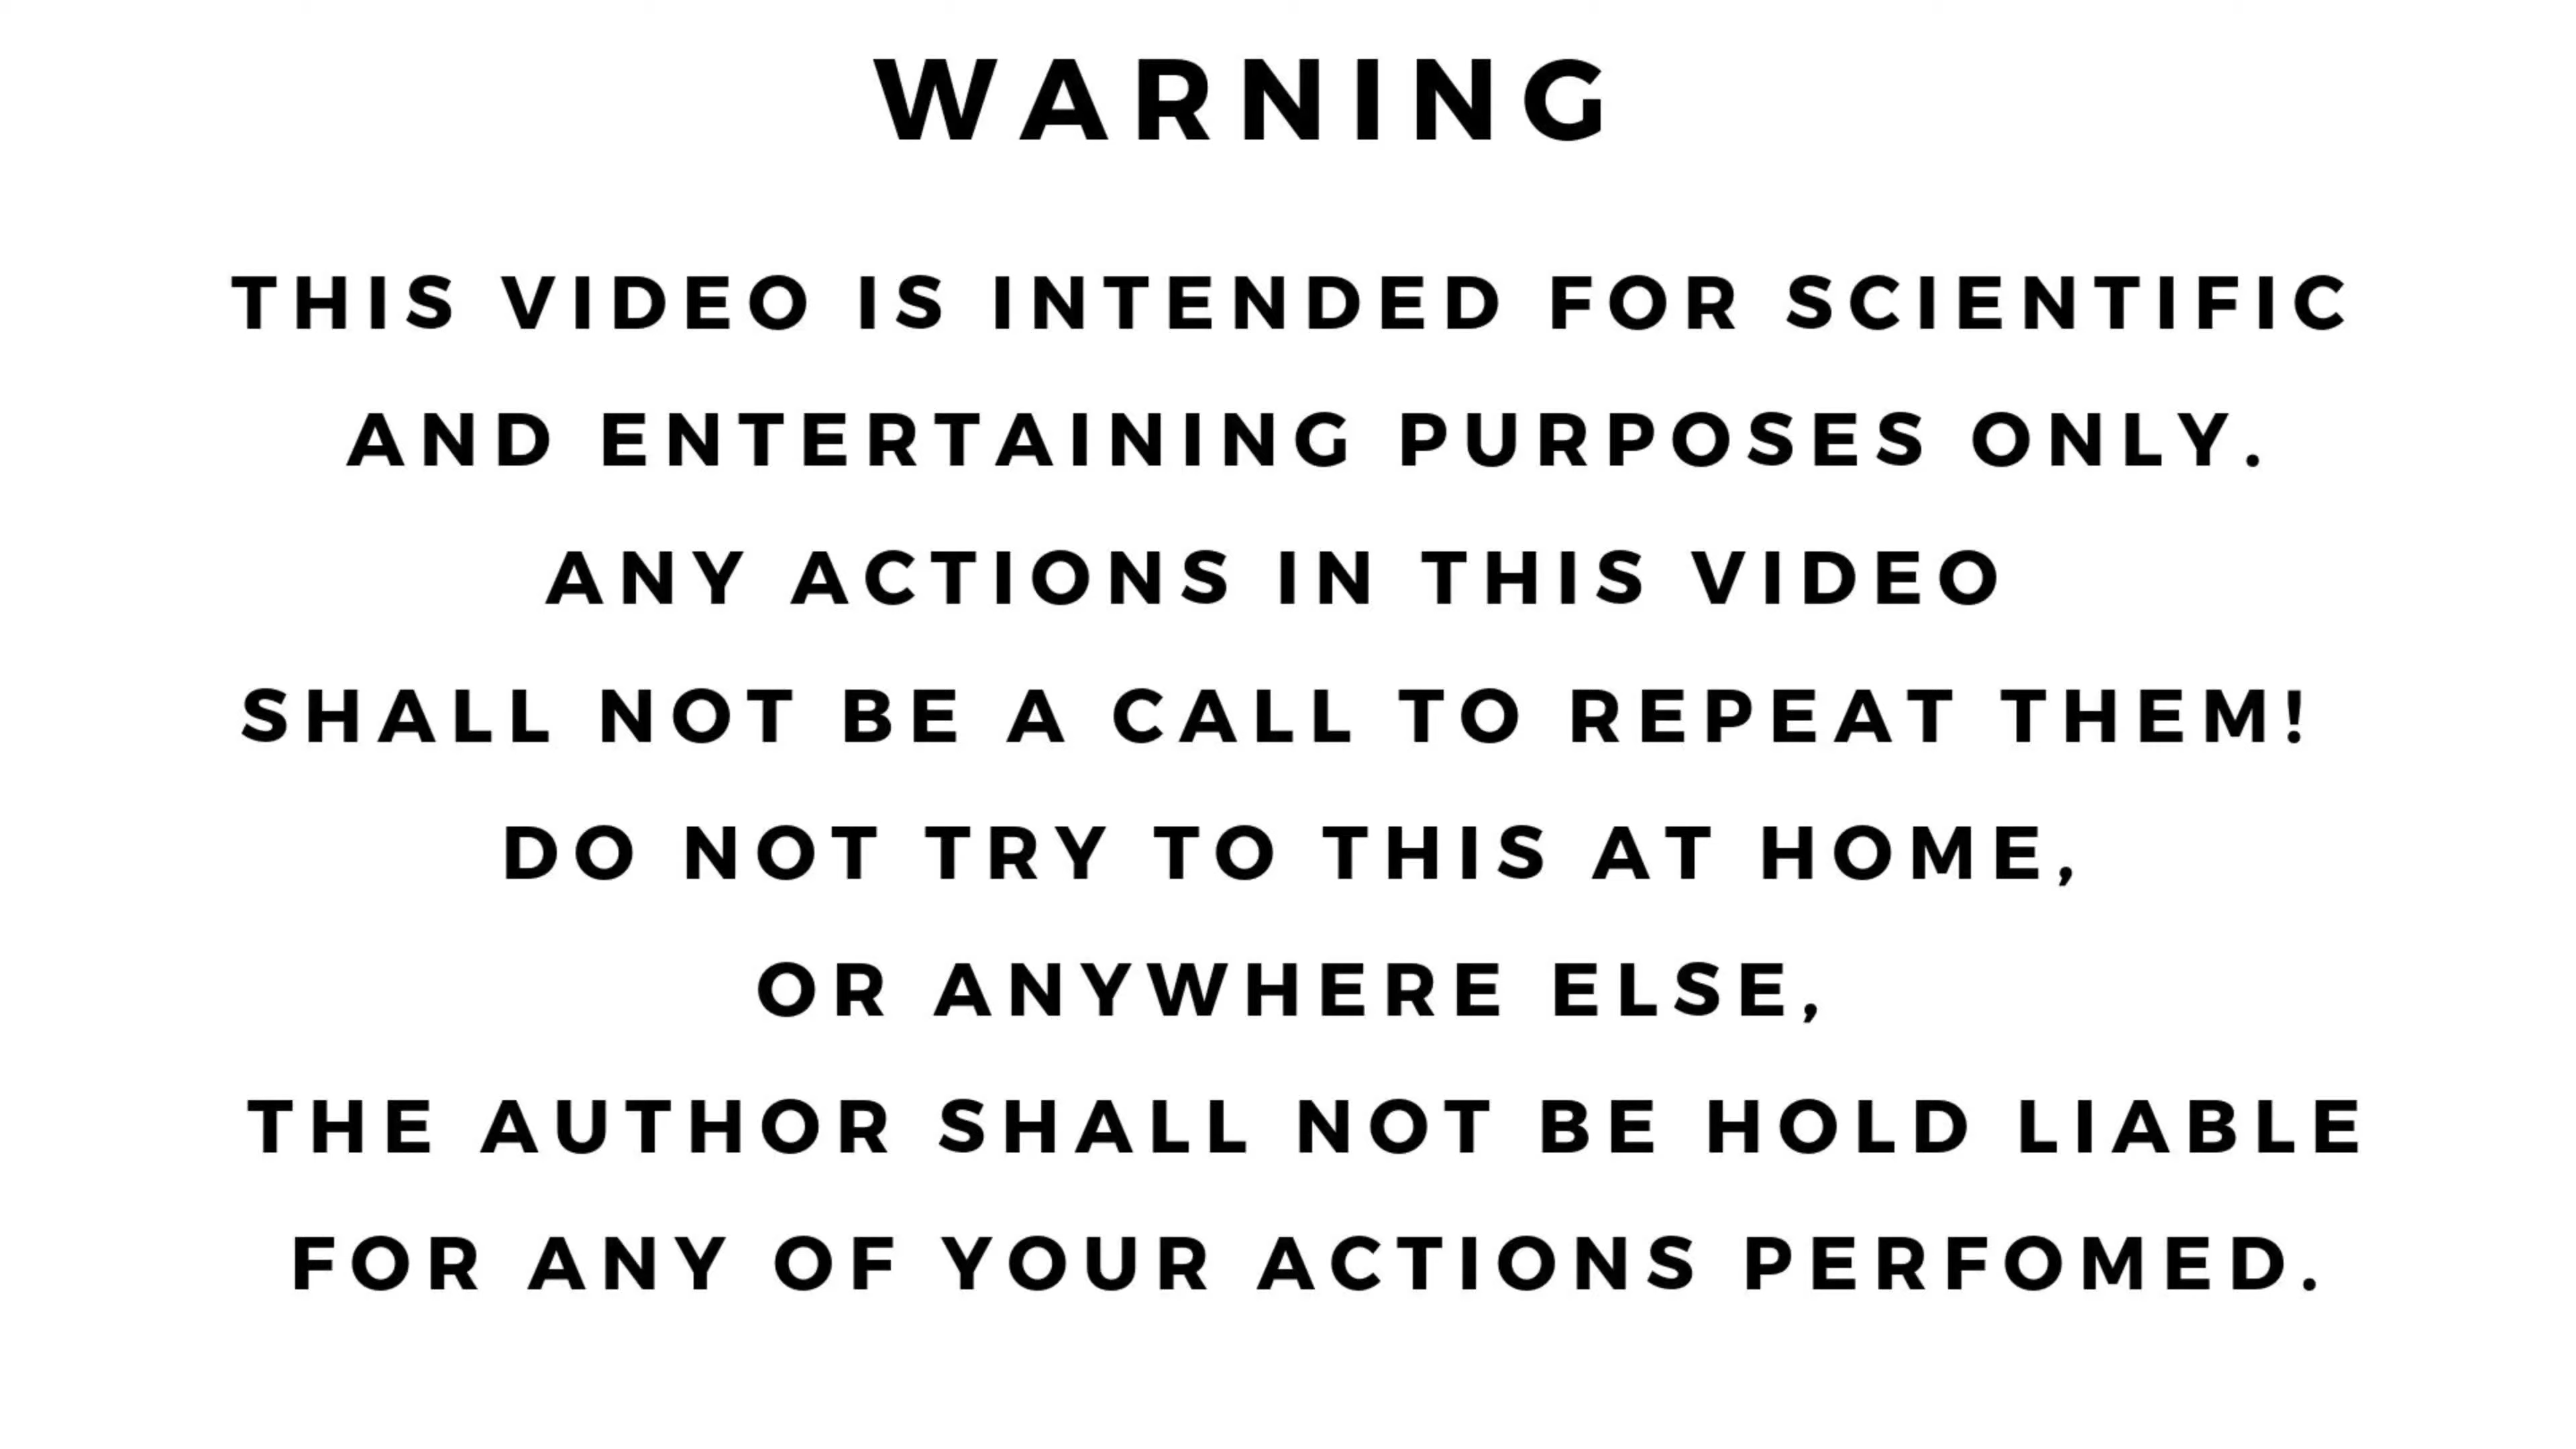 WARNING
THIS VIDEO IS INTENDED FOR SCIENTIFIC
AND ENTERTAINING PURPOSES ONLY.
ANY ACTIONS IN THIS VIDEO
SHALL NOT BE A CALL TO REPEAT THEM!
DO NOT TRY TO THIS AT HOME,
OR ANYWHERE ELSE,
THE AUTHOR SHALL NOT BE HOLD LIABLE
FOR ANY OF YOUR ACTIONS PERFOMED.